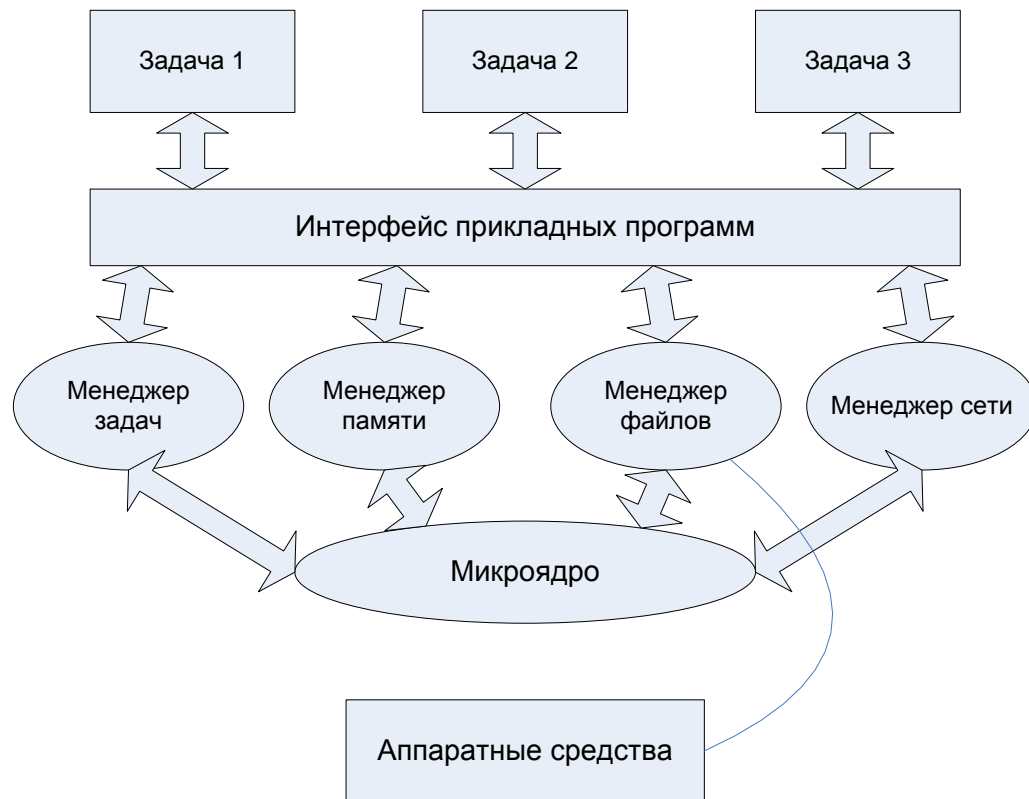 Задача 1
Задача 2
Задача 3
Интерфейс прикладных программ
Менеджер
задач
Менеджер
памяти
Менеджер
файлов
Менеджер сети
Микроядро
Аппаратные средства